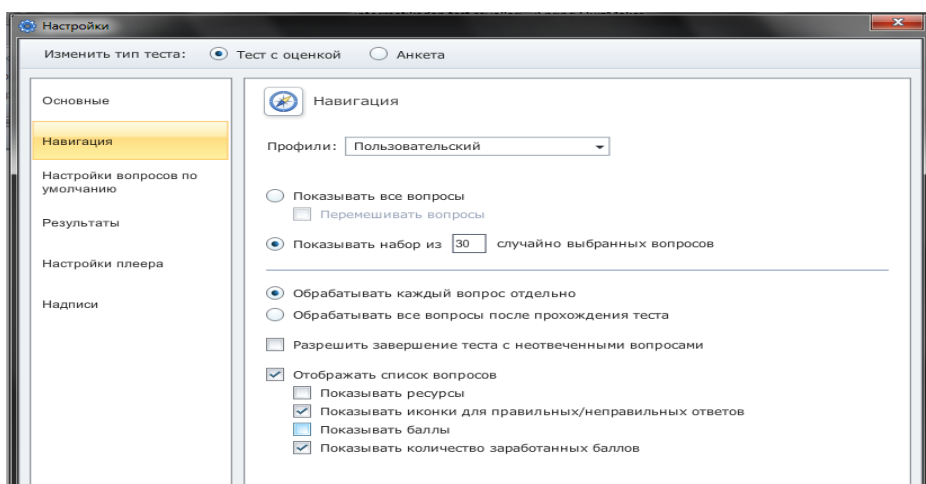 Настройки
Изменить тип теста: Тест с оценкой Анкета
Основные
Навигация
Настройки вопросов по
умолчанию
Результаты
Настройки плеера
Надписи
Навигация
Профили: Пользовательский
Показывать все вопросы
Перемешивать вопросы
Показывать набор из 30 случайно выбранных вопросов
Обрабатывать каждый вопрос отдельно
Обрабатывать все вопросы после прохождения теста
Разрешить завершение теста с неотвеченными вопросами
Отображать список вопросов
Показывать ресурсы
Показывать иконки для правильных/неправильных ответов
Показывать баллы
Показывать количество заработанных баллов